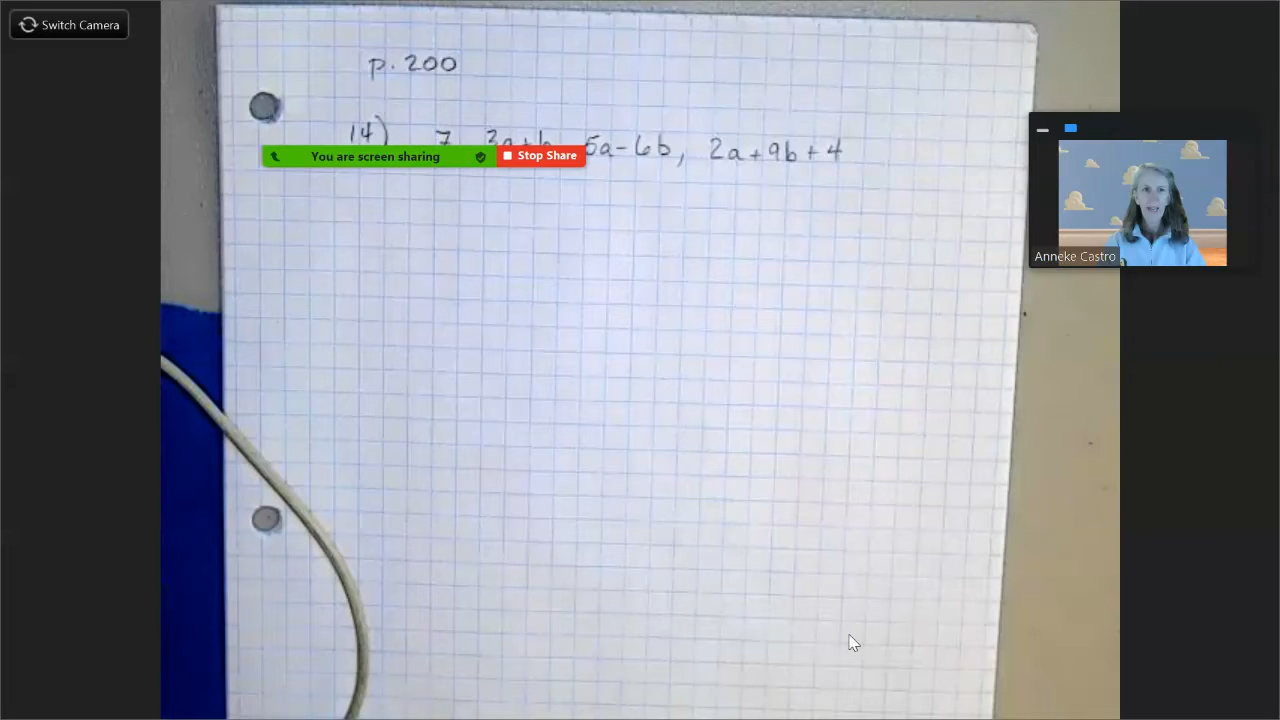 Switch Camera
p. 200
14) 7 5a-6b, 2a+9b+4
You are screen sharing
Stop Share
Anneke Castro